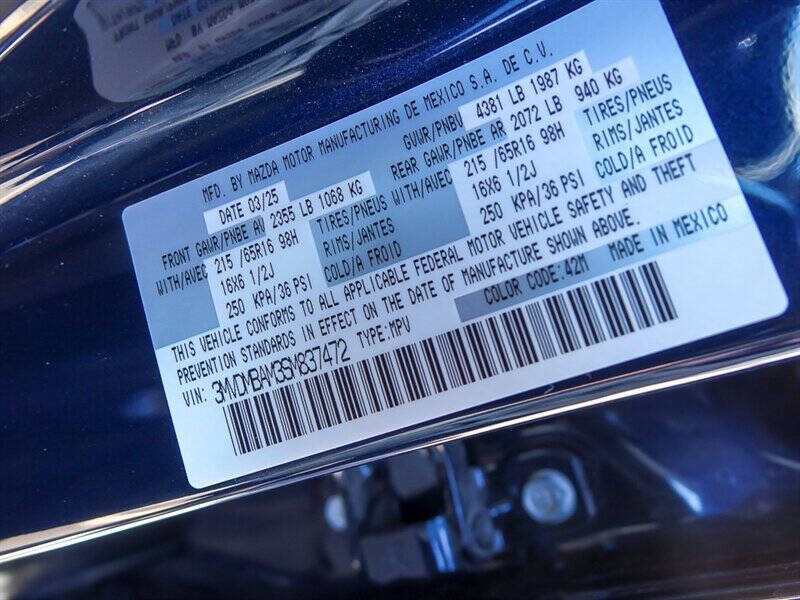 MFD. BY MAZDA MOTOR MANUFACTURING DE MEXICO S.A. DE C.V.
DATE 03/25 GVWR/PNBV 4381 LB 1987 KG
FRONT GAWR/PNBE AV 2355 LB 1068 KG REAR GAWR/PNBE AR 2072 LB 940 KG
WITH/AVEC 215 /65R16 98H TIRES/PNEUS WITH/AVEC 215 /65R16 98H TIRES/PNEUS
16X6 1/2J RIMS/JANTES 16X6 1/2J RIMS/JANTES
250 KPA/36 PSI COLD/A FROID 250 KPA/36 PSI COLD/A FROID
THIS VEHICLE CONFORMS TO ALL APPLICABLE FEDERAL MOTOR VEHICLE SAFETY AND THEFT
PREVENTION STANDARDS IN EFFECT ON THE DATE OF MANUFACTURE SHOWN ABOVE.
COLOR CODE:42M MADE IN MEXICO
VIN: 3MVDMBAM3SM837472 TYPE:MPV